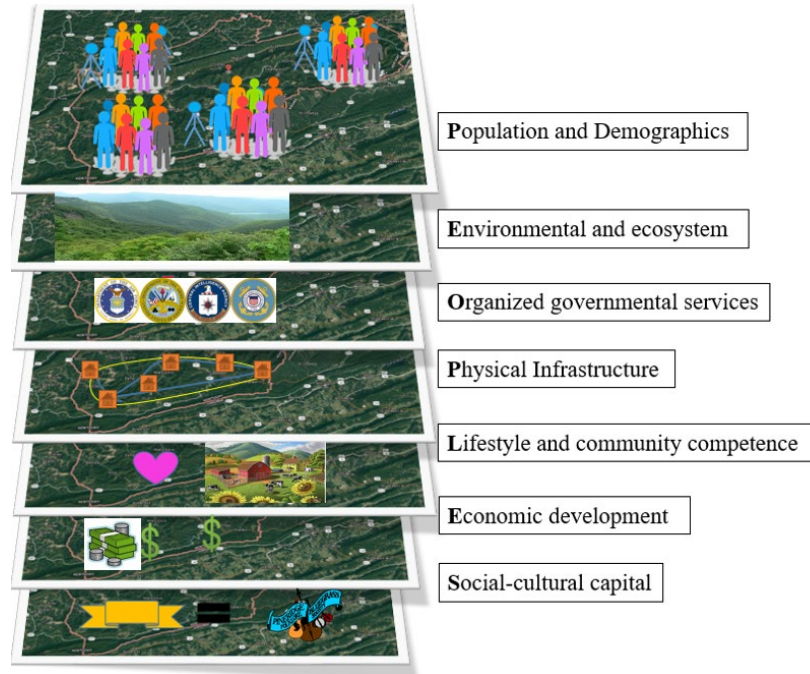 Population and Demographics
Environmental and ecosystem
Organized governmental services
Physical Infrastructure
Lifestyle and community competence
Economic development
Social-cultural capital